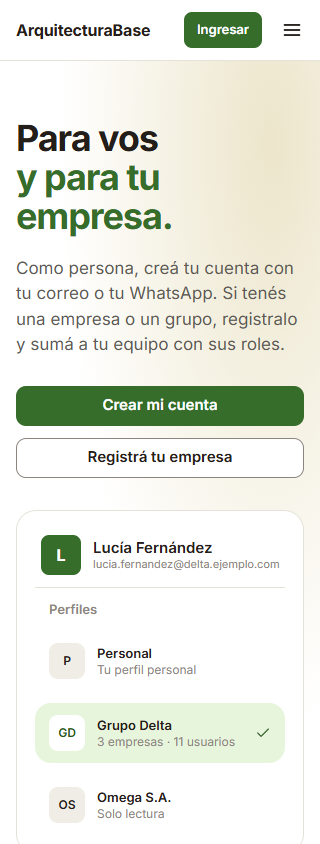 ArquitecturaBase
Ingresar
Para vos
y para tu
empresa.
Como persona, creá tu cuenta con
tu correo o tu WhatsApp. Si tenés
una empresa o un grupo, registralo
y sumá a tu equipo con sus roles.
Crear mi cuenta
Registrá tu empresa
L
Lucía Fernández
lucia.fernandez@delta.ejemplo.com
Perfiles
P
Personal
Tu perfil personal
GD
Grupo Delta
3 empresas · 11 usuarios
OS
Omega S.A.
Solo lectura